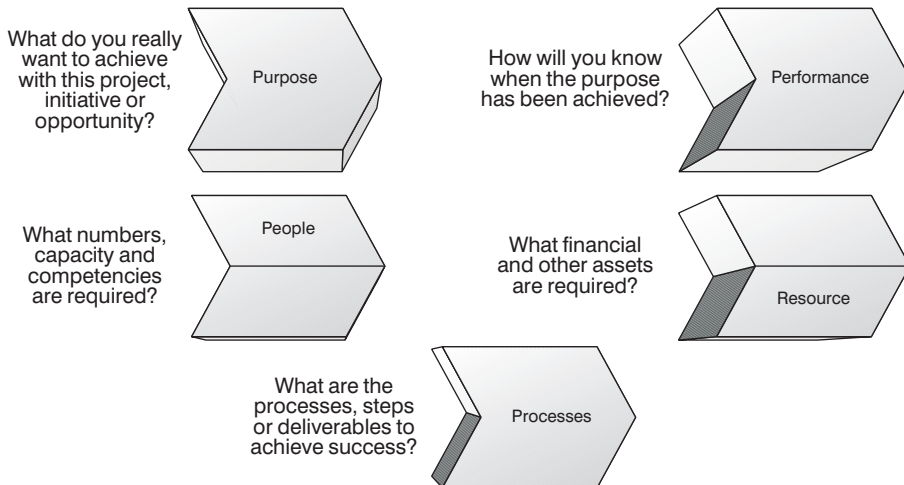 What do you really
want to achieve
with this project,
initiative or
opportunity?
Purpose
How will you know
when the purpose
has been achieved?
Performance
What numbers,
capacity and
competencies
are required?
People
What financial
and other assets
are required?
Resource
What are the
processes, steps
or deliverables to
achieve success?
Processes